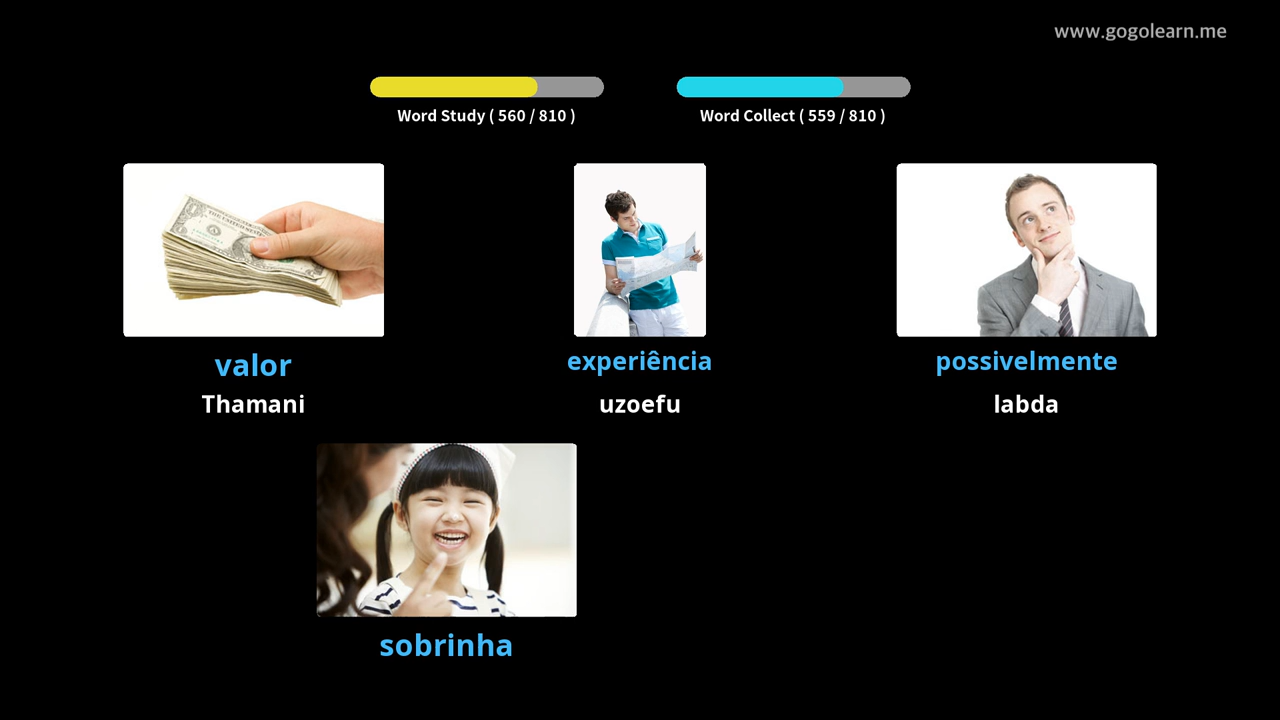 www.gogolearn.me
Word Study ( 560 / 810 )
Word Collect ( 559 / 810 )
valor
experiência
possivelmente
Thamani
uzoefu
labda
sobrinha